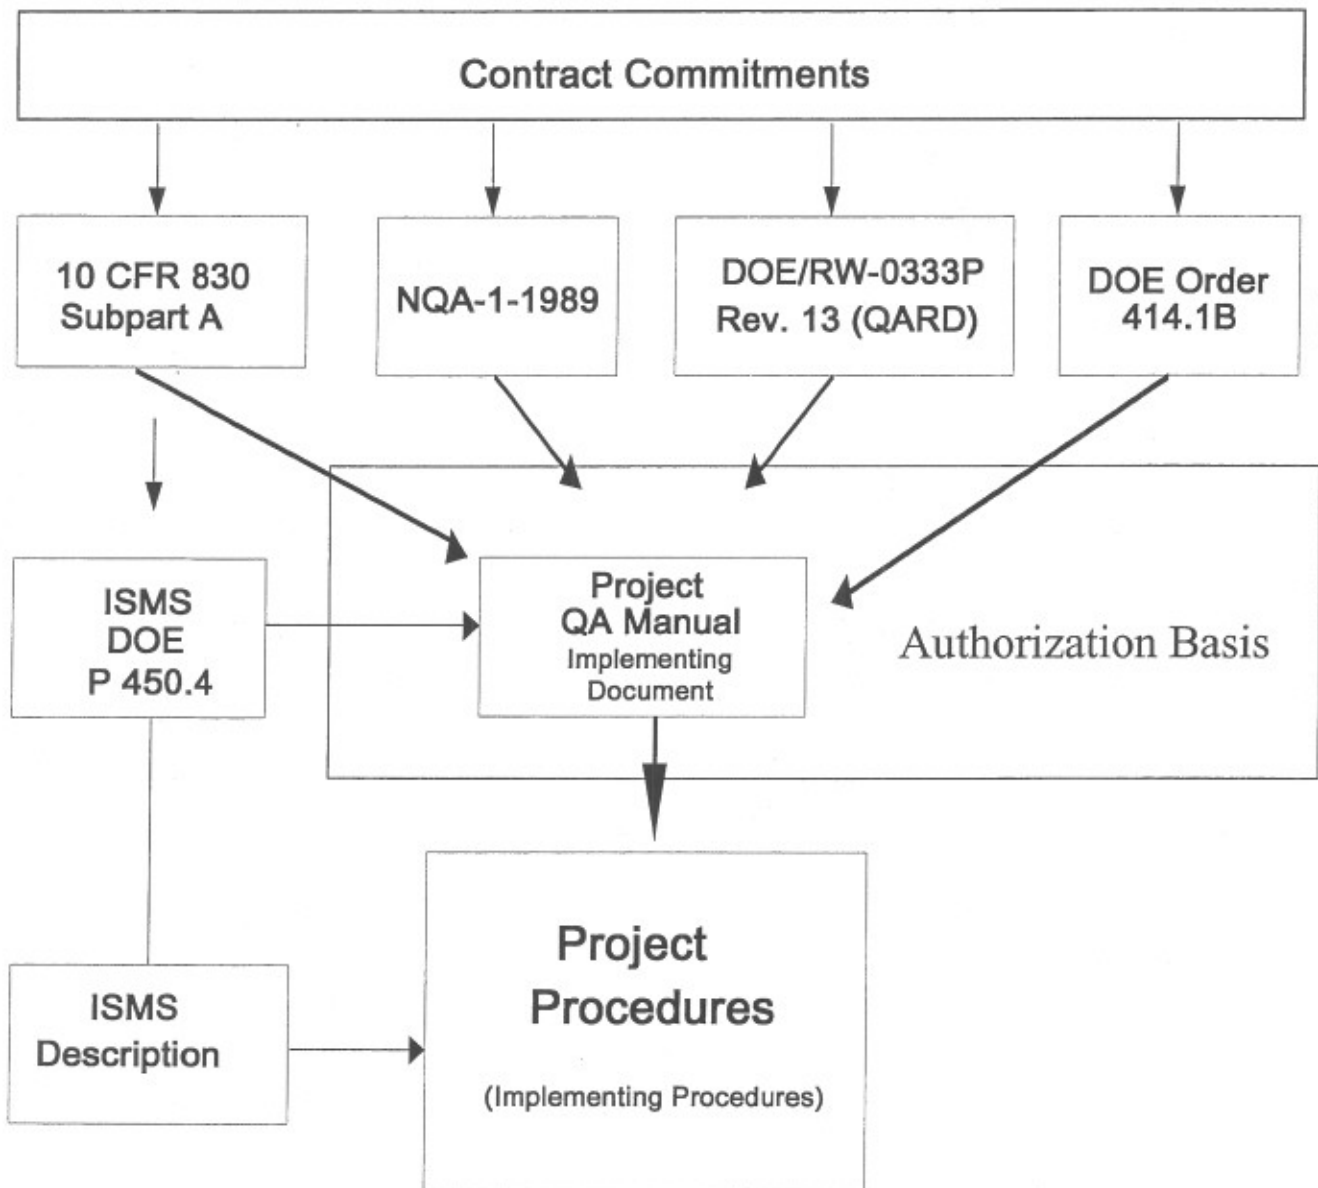 Contract Commitments
10 CFR 830
Subpart A
NQA-1-1989
DOE/RW-0333P
Rev. 13 (QARD)
DOE Order
414.1B
ISMS
DOE
P 450.4
Project
QA Manual
Implementing
Document
Authorization Basis
Project
Procedures
(Implementing Procedures)
ISMS
Description